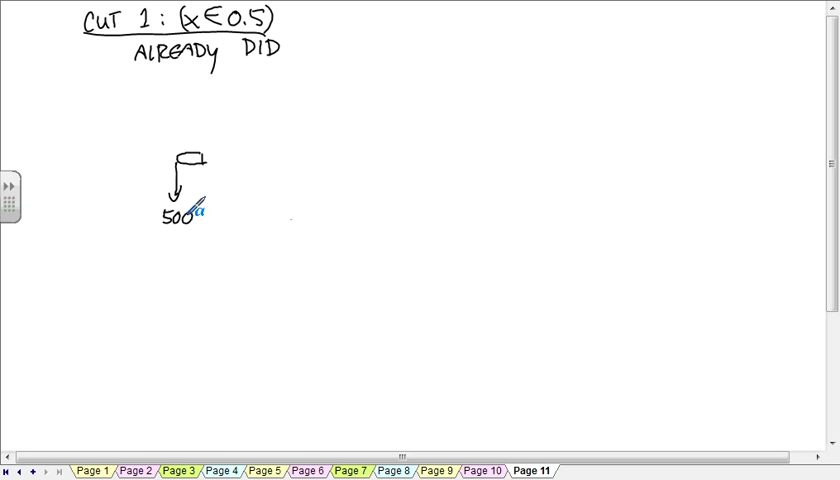 CUT 1: (x ∈ 0.5)
ALREADY DID
500
Page 1 Page 2 Page 3 Page 4 Page 5 Page 6 Page 7 Page 8 Page 9 Page 10 Page 11